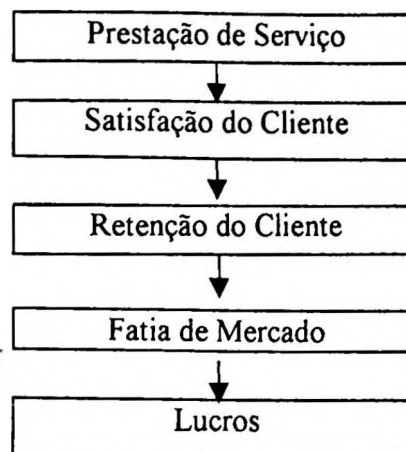 Prestação de Serviço
Satisfação do Cliente
Retenção do Cliente
Fatia de Mercado
Lucros